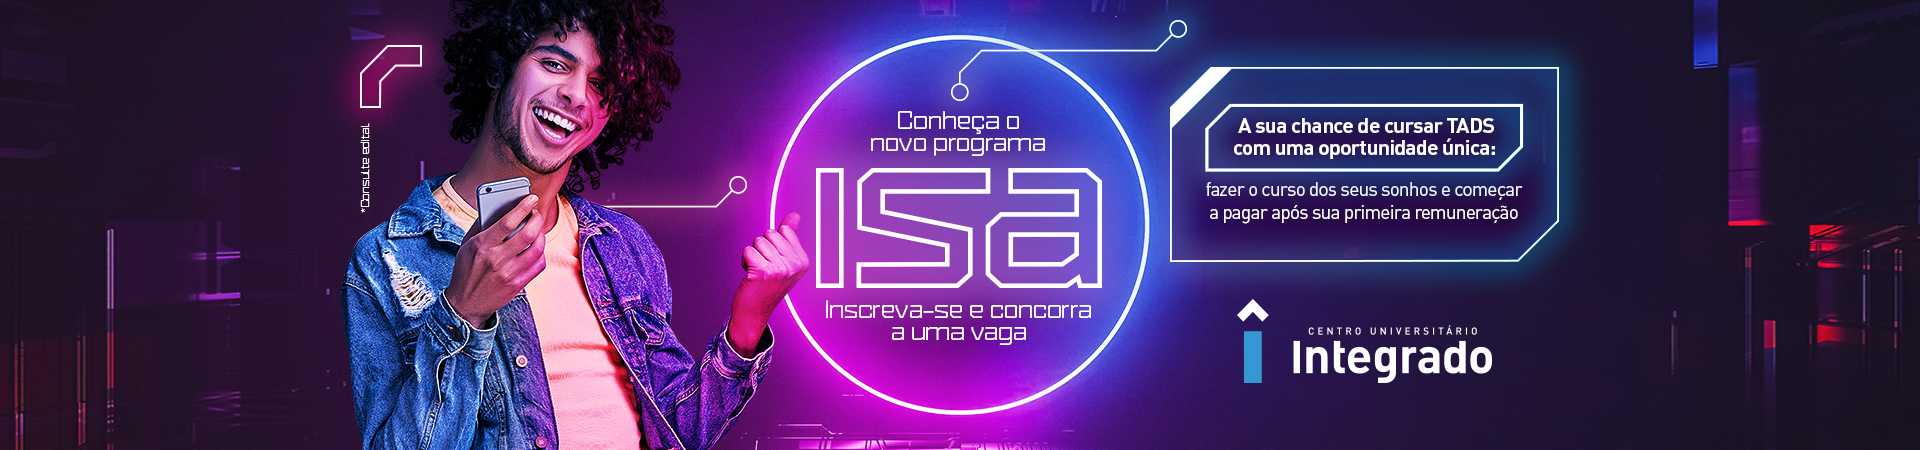 *Consulte edital.
Conheça o
novo programa
ISA
Inscreva-se e concorra
a uma vaga
A sua chance de cursar TADS
com uma oportunidade única:
fazer o curso dos seus sonhos e começar
a pagar após sua primeira remuneração
CENTRO UNIVERSITÁRIO
Integrado